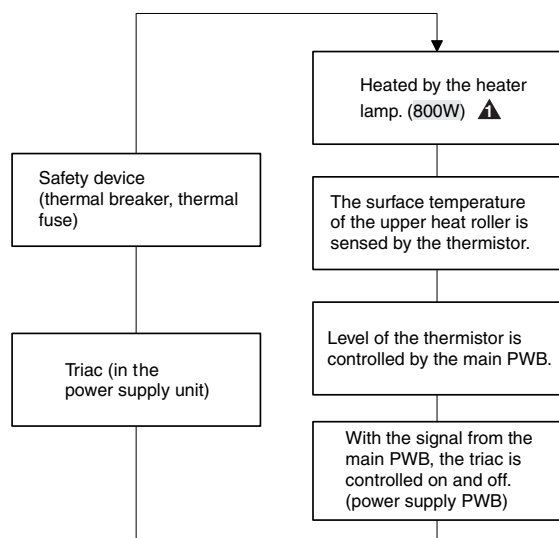 Heated by the heater
lamp. (800W) 1
Safety device
(thermal breaker, thermal
fuse)
The surface temperature
of the upper heat roller is
sensed by the thermistor.
Level of the thermistor is
controlled by the main PWB.
Triac (in the
power supply unit)
With the signal from the
main PWB, the triac is
controlled on and off.
(power supply PWB)